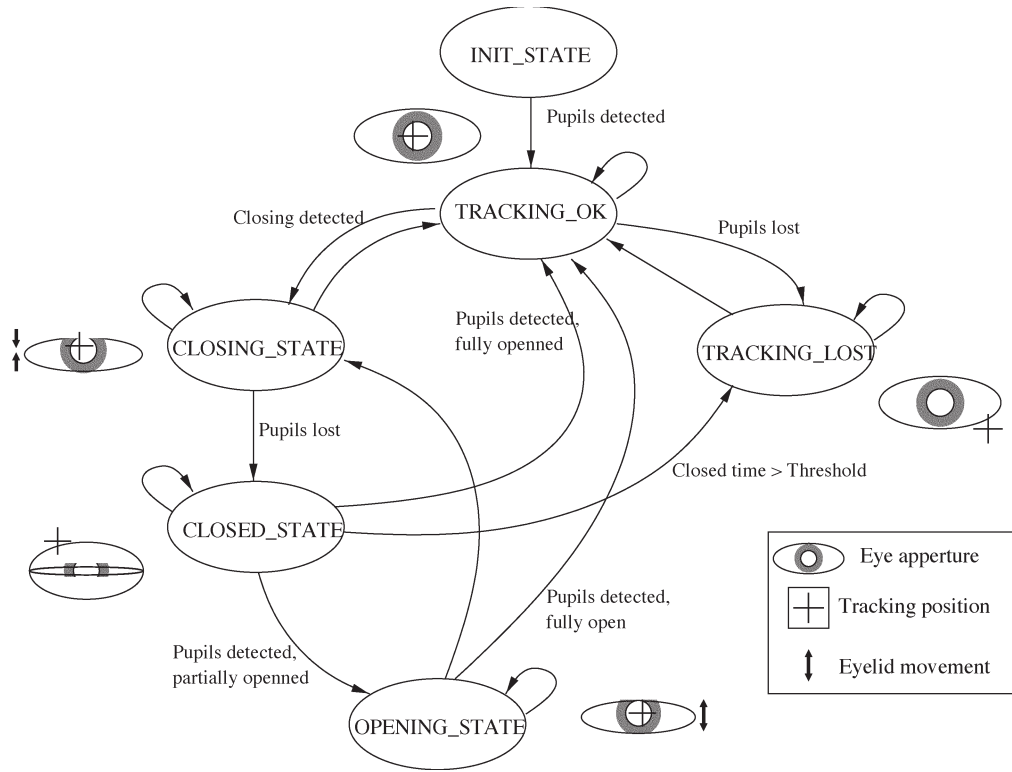 INIT_STATE
Pupils detected
TRACKING_OK
Closing detected
Pupils lost
Pupils detected,
fully openned
CLOSING_STATE
TRACKING_LOST
Pupils lost
Closed time > Threshold
CLOSED_STATE
Eye apperture
Pupils detected,
fully open
Tracking position
Pupils detected,
partially openned
Eyelid movement
OPENING_STATE